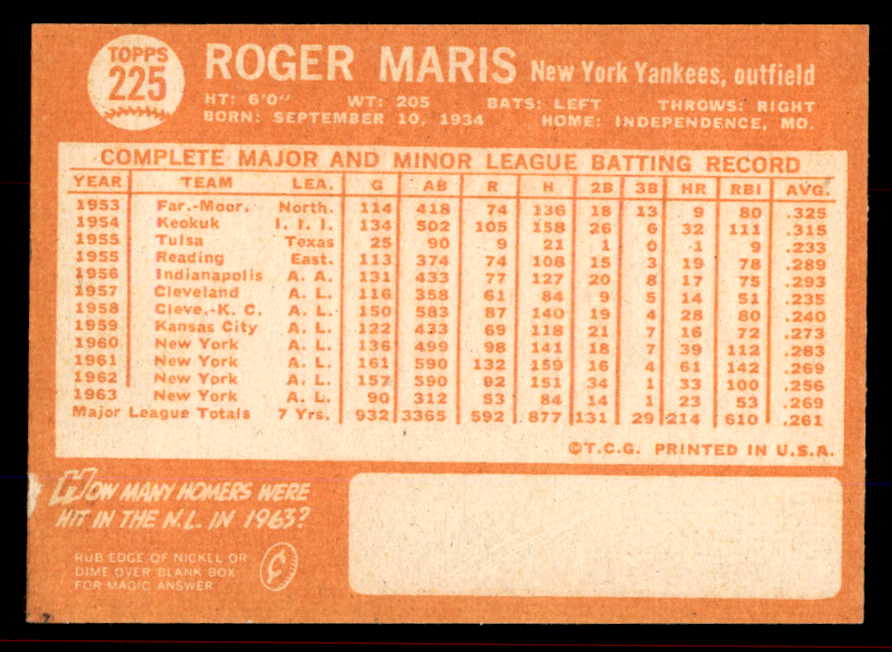 TOPPS
225
ROGER MARIS New York Yankees, outfield
HT: 6'0" WT: 205 BATS: LEFT THROWS: RIGHT
BORN: SEPTEMBER 10, 1934 HOME: INDEPENDENCE, MO.
COMPLETE MAJOR AND MINOR LEAGUE BATTING RECORD
YEAR TEAM LEA. G AB R H 2B 3B HR RBI AVG.
1953 Far.-Moor. North. 114 418 74 136 18 13 9 80 .325
1954 Keokuk I. I. I. 134 502 105 158 26 6 32 111 .315
1955 Tulsa Texas 25 90 9 21 1 0 1 9 .233
1955 Reading East. 113 374 74 108 15 3 19 78 .289
1956 Indianapolis A. A. 131 433 77 127 20 8 17 75 .293
1957 Cleveland A. L. 116 358 61 84 9 5 14 51 .235
1958 Cleve.-K. C. A. L. 150 583 87 140 19 4 28 80 .240
1959 Kansas City A. L. 122 433 69 118 21 7 16 72 .273
1960 New York A. L. 136 499 98 141 18 7 39 112 .283
1961 New York A. L. 161 590 132 159 16 4 61 142 .269
1962 New York A. L. 157 590 92 151 34 1 33 100 .256
1963 New York A. L. 90 312 53 84 14 1 23 53 .269
Major League Totals 7 Yrs. 932 3365 592 877 131 29 214 610 .261
©T.C.G. PRINTED IN U.S.A.
HOW MANY HOMERS WERE
HIT IN THE N.L. IN 1963?
RUB EDGE OF NICKEL OR
DIME OVER BLANK BOX
FOR MAGIC ANSWER
¢